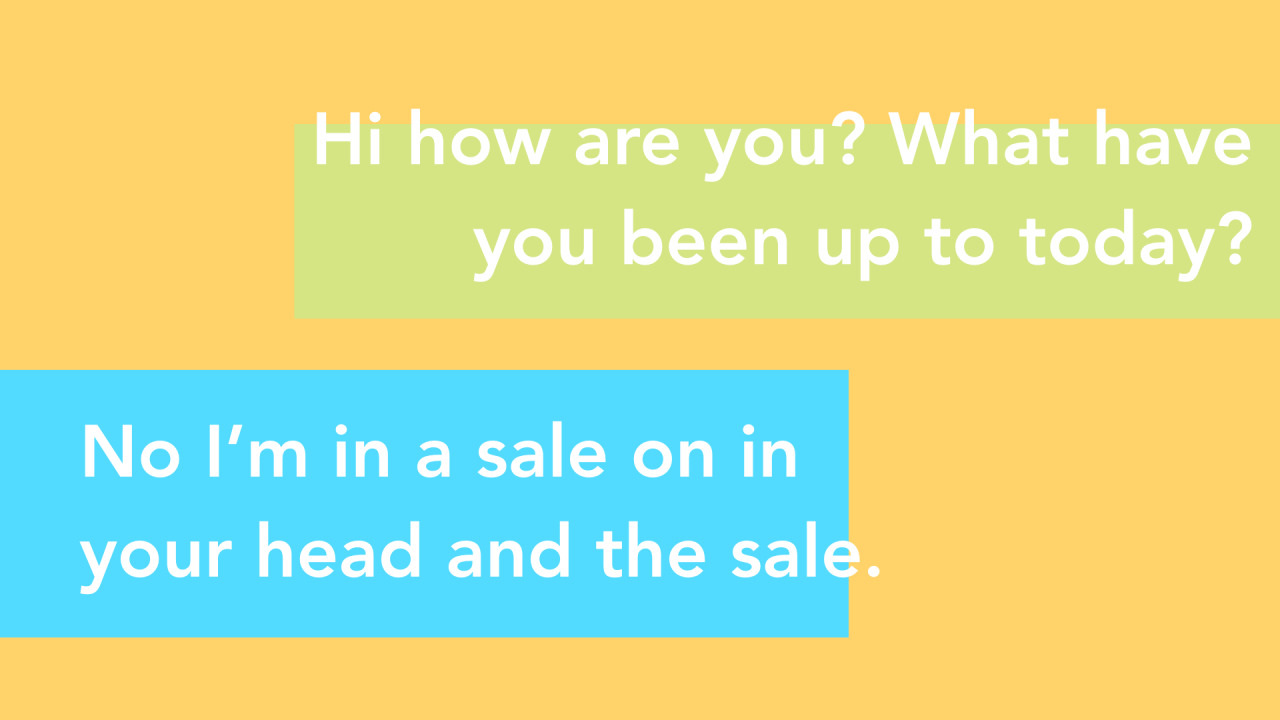 Hi how are you? What have
you been up to today?
No I’m in a sale on in
your head and the sale.